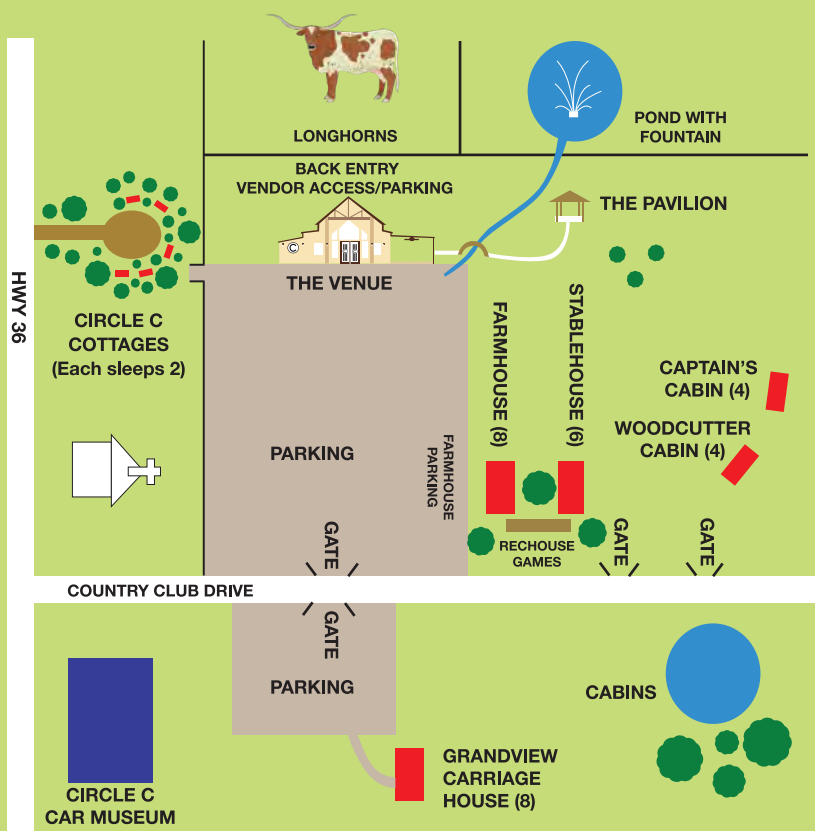 LONGHORNS
POND WITH
FOUNTAIN
BACK ENTRY
VENDOR ACCESS/PARKING
THE PAVILION
C
THE VENUE
HWY 36
CIRCLE C
COTTAGES
(Each sleeps 2)
FARMHOUSE (8)
STABLEHOUSE (6)
CAPTAIN'S
CABIN (4)
WOODCUTTER
CABIN (4)
PARKING
FARMHOUSE
PARKING
GATE
RECHOUSE
GAMES
GATE
GATE
COUNTRY CLUB DRIVE
GATE
PARKING
CABINS
GRANDVIEW
CARRIAGE
HOUSE (8)
CIRCLE C
CAR MUSEUM